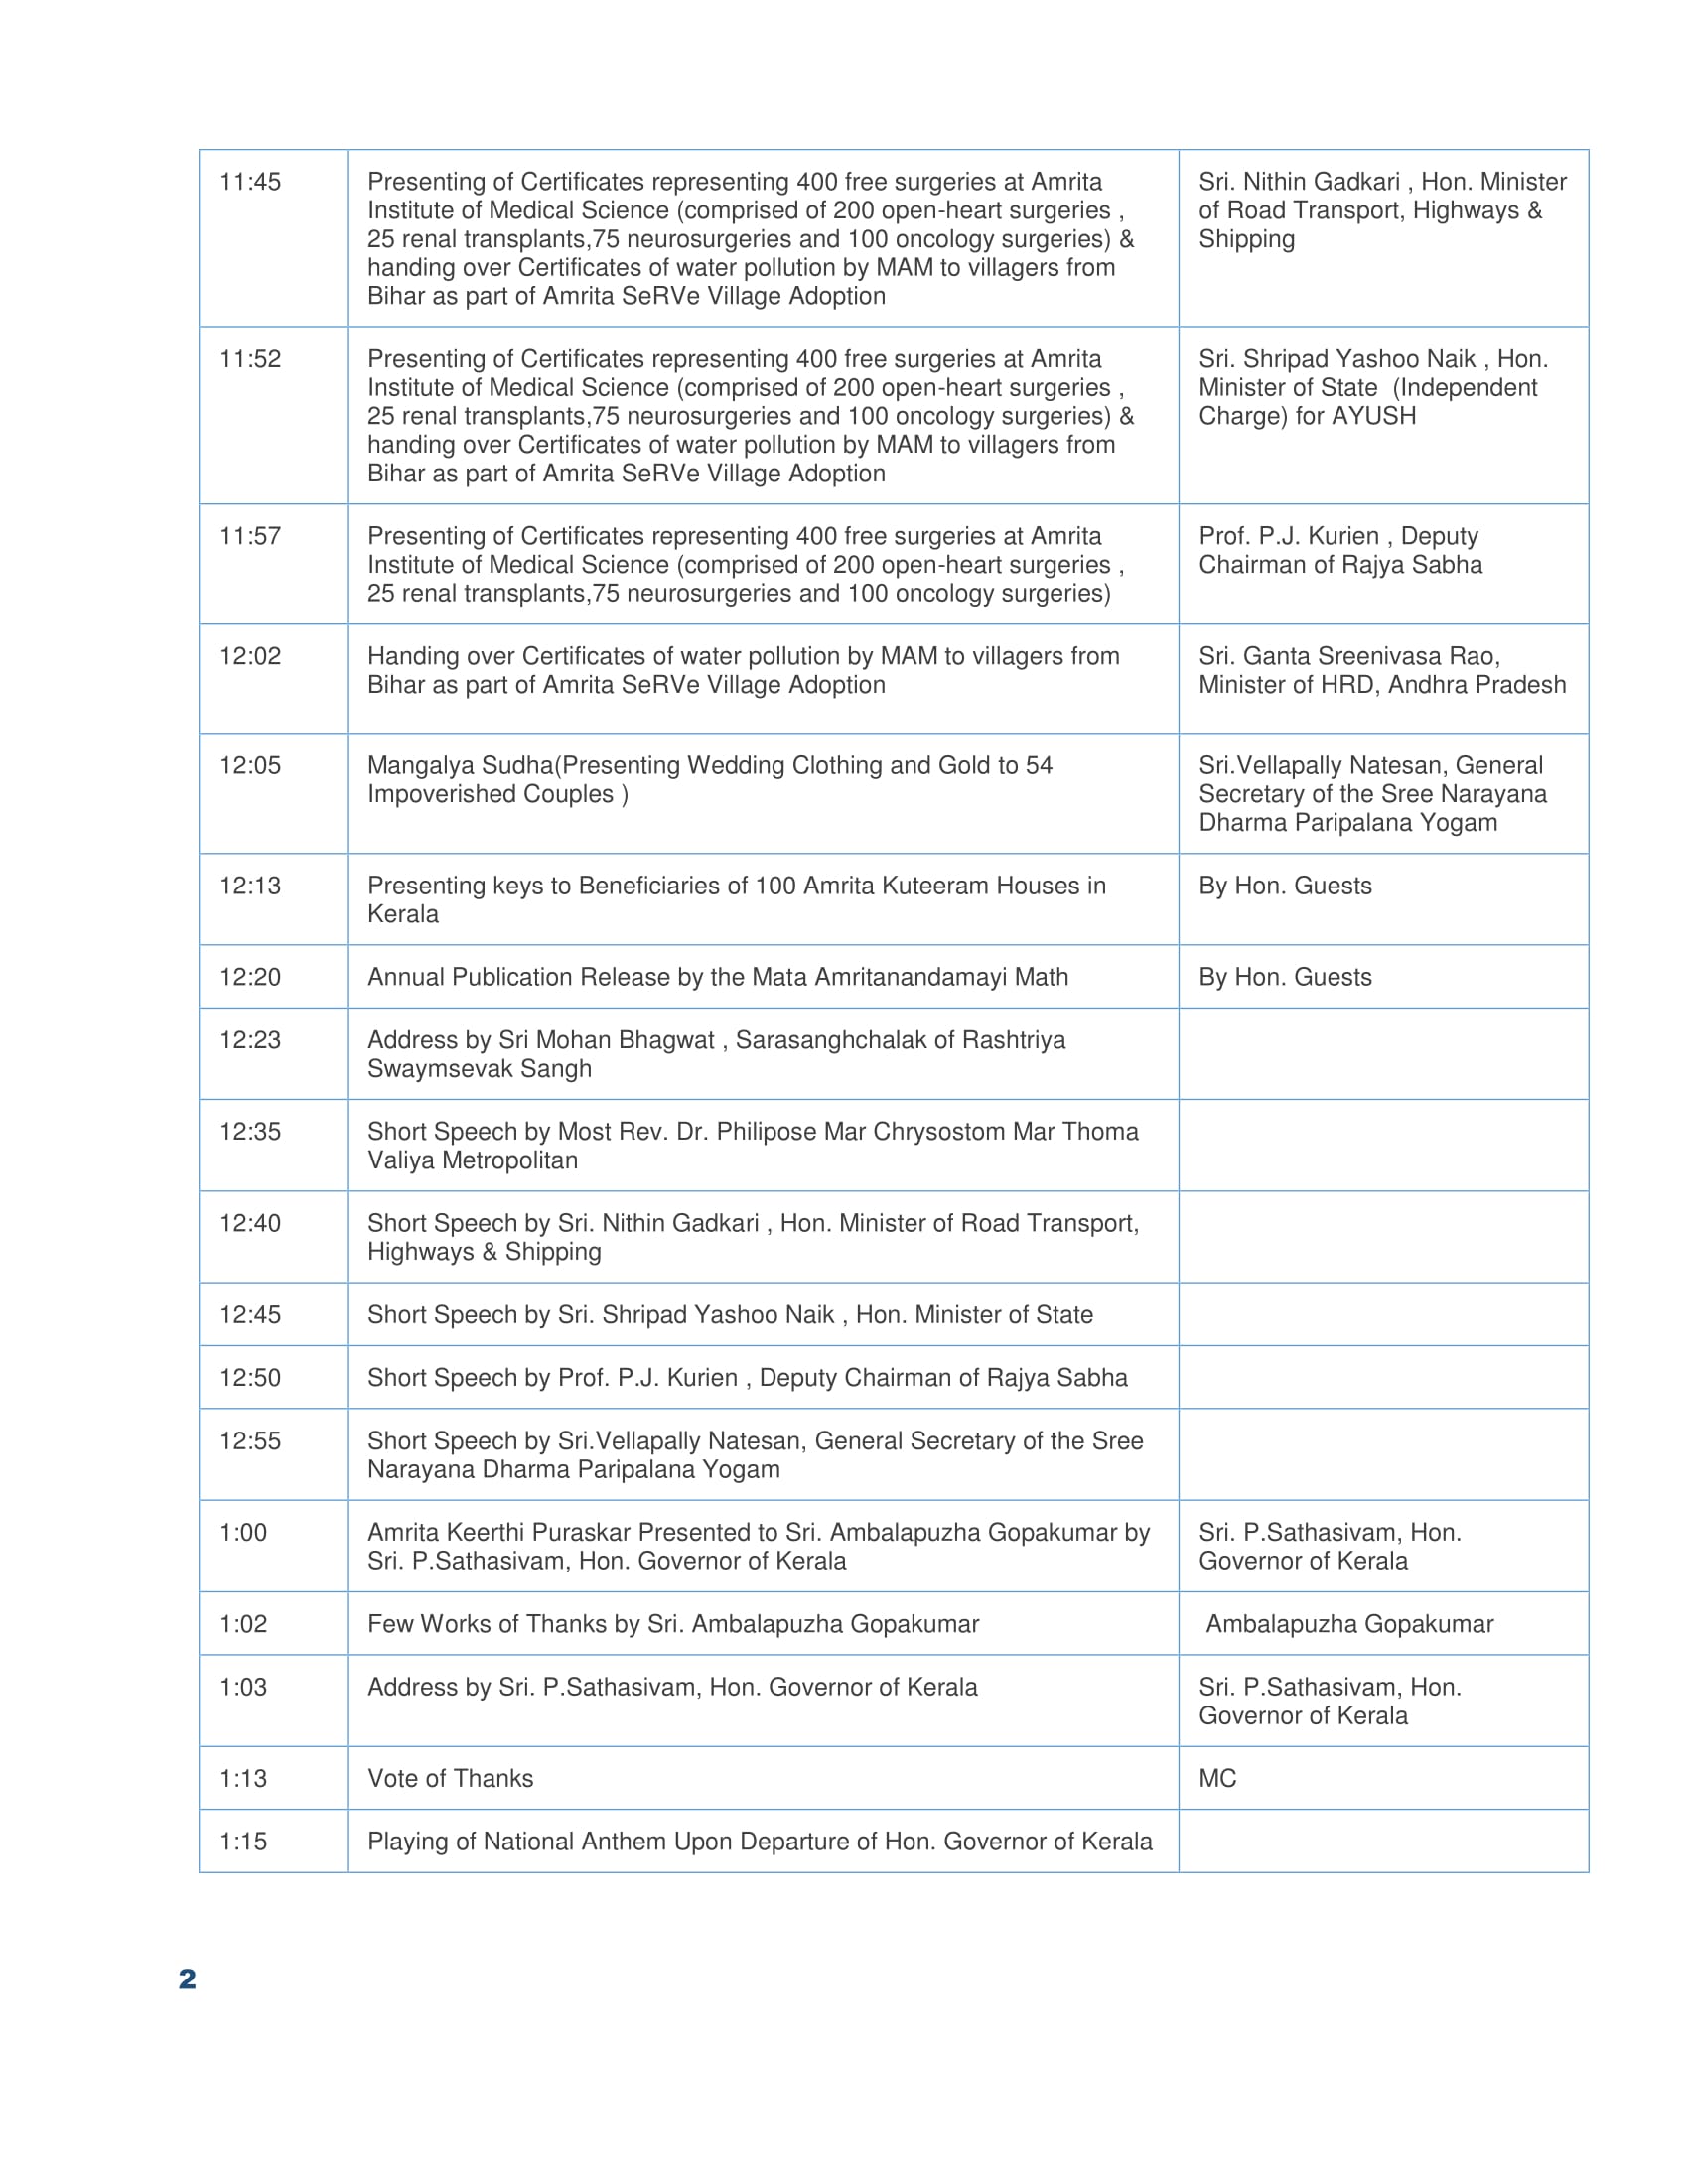 11:45
Presenting of Certificates representing 400 free surgeries at Amrita
Institute of Medical Science (comprised of 200 open-heart surgeries ,
25 renal transplants,75 neurosurgeries and 100 oncology surgeries) &
handing over Certificates of water pollution by MAM to villagers from
Bihar as part of Amrita SeRVe Village Adoption
Sri. Nithin Gadkari , Hon. Minister
of Road Transport, Highways &
Shipping
11:52
Presenting of Certificates representing 400 free surgeries at Amrita
Institute of Medical Science (comprised of 200 open-heart surgeries ,
25 renal transplants,75 neurosurgeries and 100 oncology surgeries) &
handing over Certificates of water pollution by MAM to villagers from
Bihar as part of Amrita SeRVe Village Adoption
Sri. Shripad Yashoo Naik , Hon.
Minister of State (Independent
Charge) for AYUSH
11:57
Presenting of Certificates representing 400 free surgeries at Amrita
Institute of Medical Science (comprised of 200 open-heart surgeries ,
25 renal transplants,75 neurosurgeries and 100 oncology surgeries)
Prof. P.J. Kurien , Deputy
Chairman of Rajya Sabha
12:02
Handing over Certificates of water pollution by MAM to villagers from
Bihar as part of Amrita SeRVe Village Adoption
Sri. Ganta Sreenivasa Rao,
Minister of HRD, Andhra Pradesh
12:05
Mangalya Sudha(Presenting Wedding Clothing and Gold to 54
Impoverished Couples )
Sri.Vellapally Natesan, General
Secretary of the Sree Narayana
Dharma Paripalana Yogam
12:13
Presenting keys to Beneficiaries of 100 Amrita Kuteeram Houses in
Kerala
By Hon. Guests
12:20
Annual Publication Release by the Mata Amritanandamayi Math
By Hon. Guests
12:23
Address by Sri Mohan Bhagwat , Sarasanghchalak of Rashtriya
Swaymsevak Sangh
12:35
Short Speech by Most Rev. Dr. Philipose Mar Chrysostom Mar Thoma
Valiya Metropolitan
12:40
Short Speech by Sri. Nithin Gadkari , Hon. Minister of Road Transport,
Highways & Shipping
12:45
Short Speech by Sri. Shripad Yashoo Naik , Hon. Minister of State
12:50
Short Speech by Prof. P.J. Kurien , Deputy Chairman of Rajya Sabha
12:55
Short Speech by Sri.Vellapally Natesan, General Secretary of the Sree
Narayana Dharma Paripalana Yogam
1:00
Amrita Keerthi Puraskar Presented to Sri. Ambalapuzha Gopakumar by
Sri. P.Sathasivam, Hon. Governor of Kerala
Sri. P.Sathasivam, Hon.
Governor of Kerala
1:02
Few Works of Thanks by Sri. Ambalapuzha Gopakumar
Ambalapuzha Gopakumar
1:03
Address by Sri. P.Sathasivam, Hon. Governor of Kerala
Sri. P.Sathasivam, Hon.
Governor of Kerala
1:13
Vote of Thanks
MC
1:15
Playing of National Anthem Upon Departure of Hon. Governor of Kerala
2